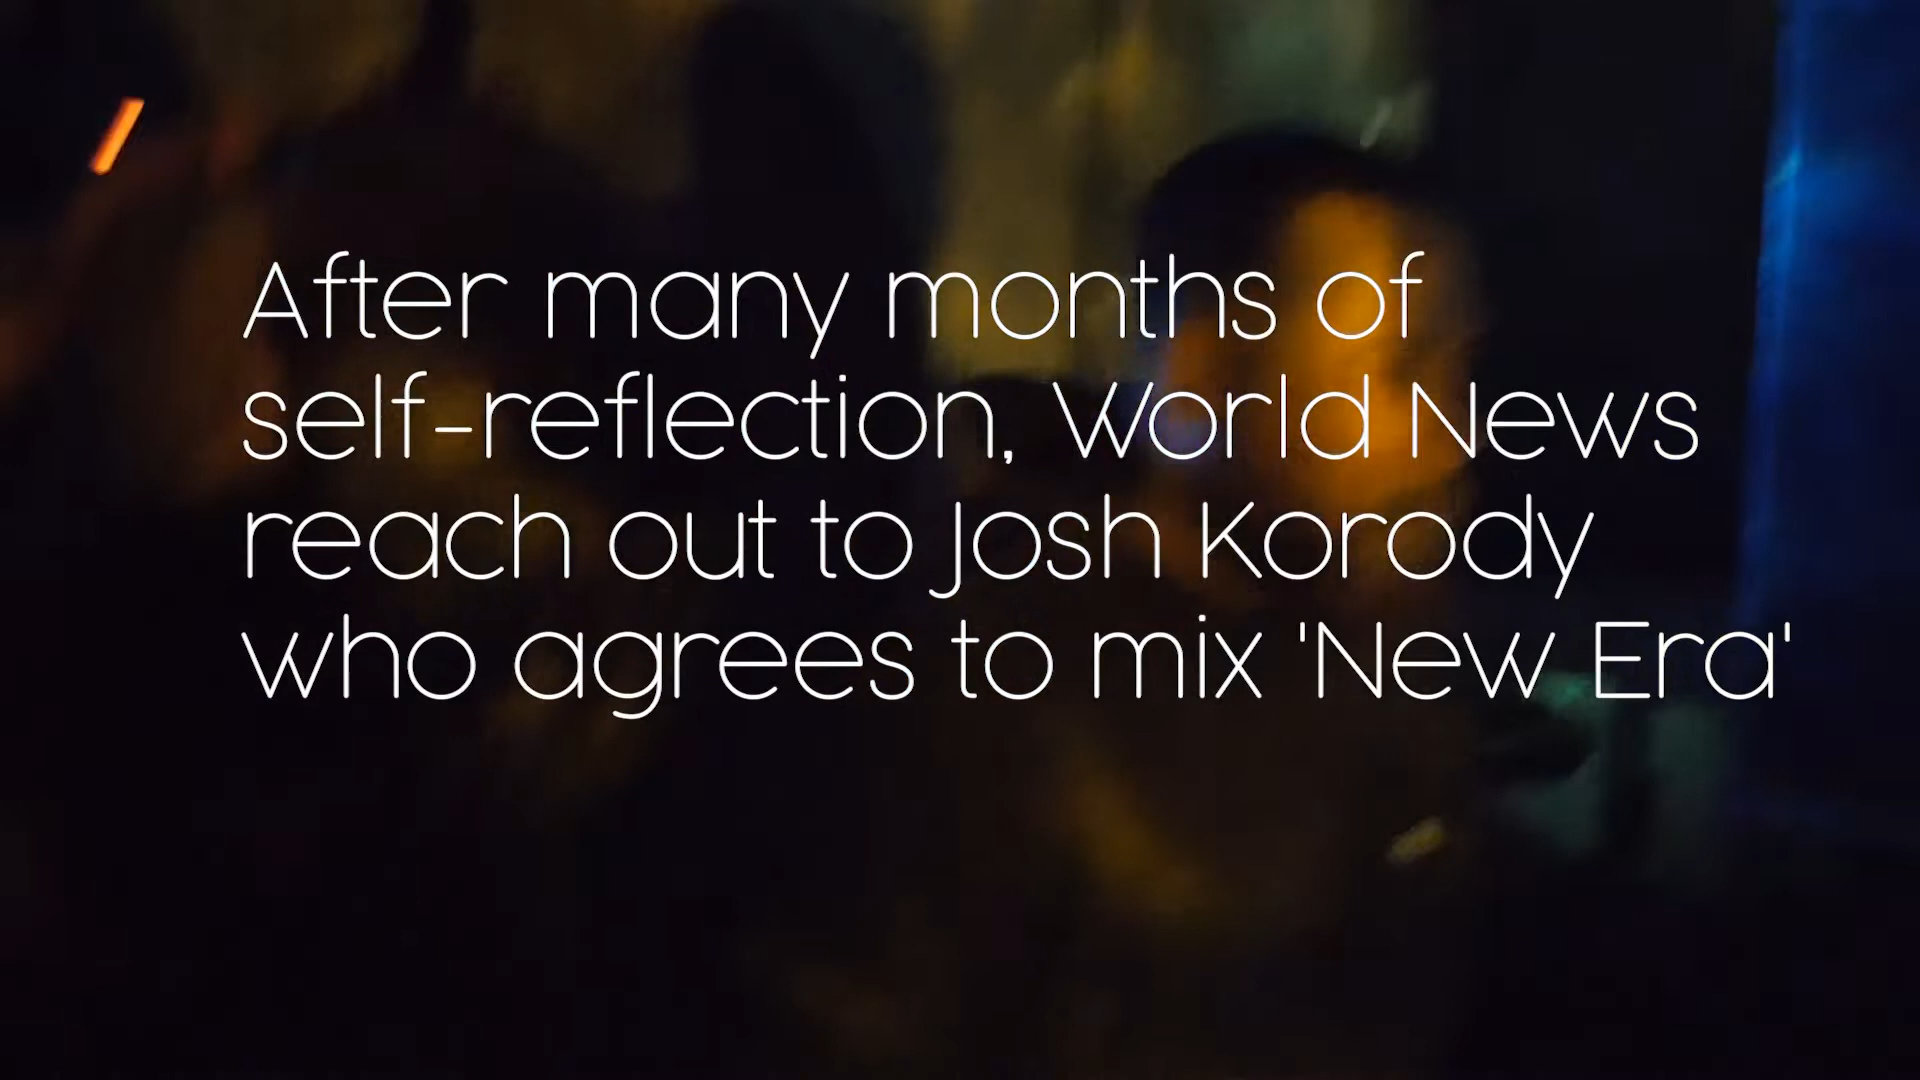 After many months of
self-reflection, World News
reach out to Josh Korody
who agrees to mix 'New Era'